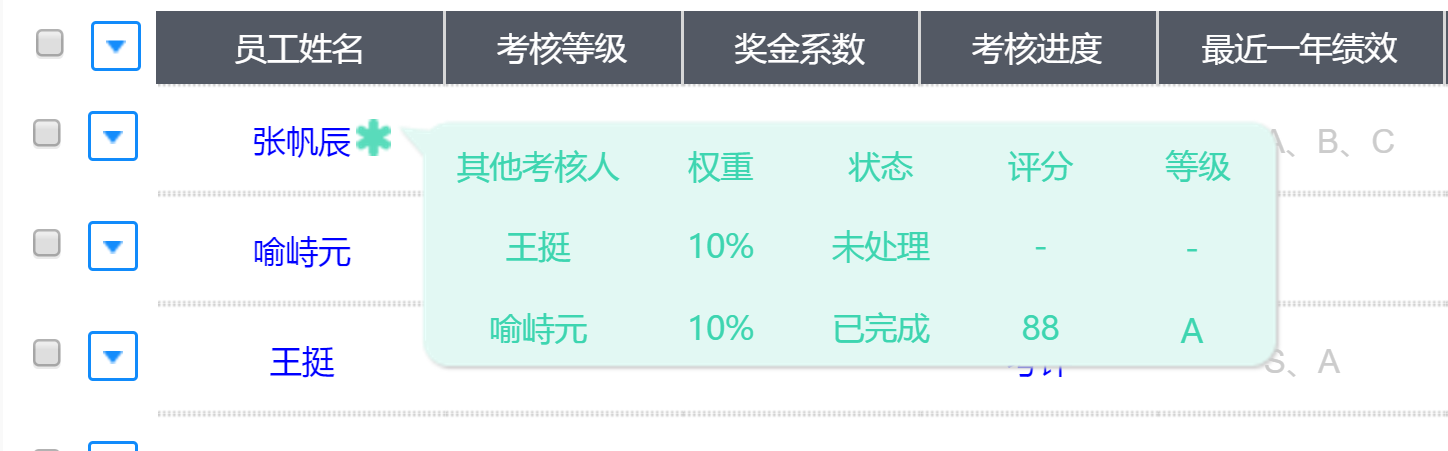 员工姓名 考核等级 奖金系数 考核进度 最近一年绩效
张帆辰 A、B、C
其他考核人 权重 状态 评分 等级
喻峙元
王挺 10% 未处理 - -
喻峙元 10% 已完成 88 A
王挺 S、A